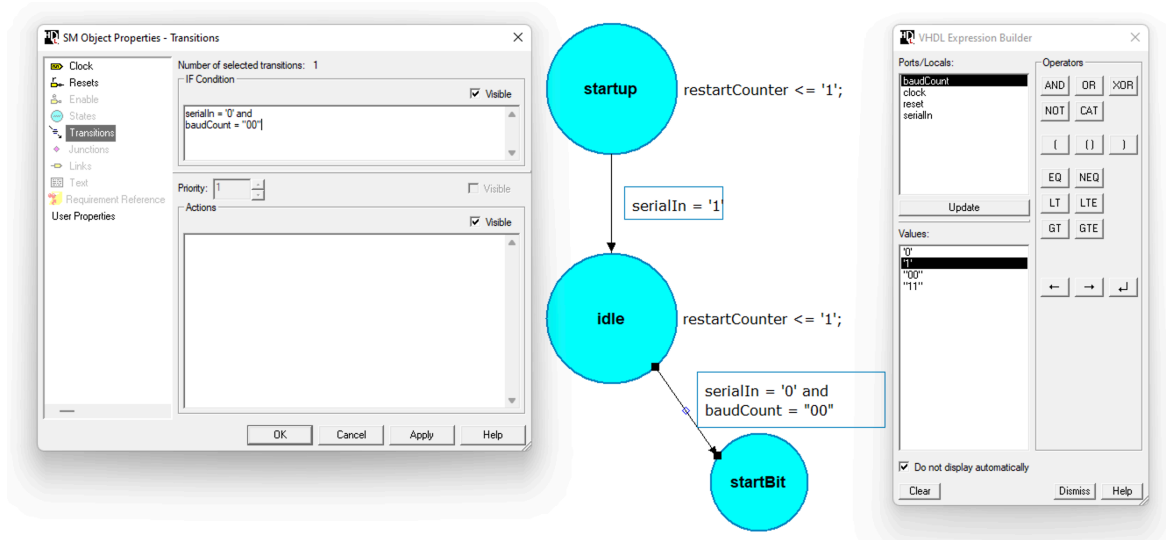 SM Object Properties - Transitions
Clock
Resets
Enable
States
Transitions
Junctions
Links
Text
Requirement Reference
User Properties
Number of selected transitions: 1
IF Condition
Visible
serialIn = '0' and
baudCount = "00"
Priority: 1
Visible
Actions
Visible
OK Cancel Apply Help
startup
restartCounter <= '1';
serialIn = '1'
idle
restartCounter <= '1';
serialIn = '0' and
baudCount = "00"
startBit
VHDL Expression Builder
Ports/Locals:
baudCount
clock
reset
serialIn
Update
Values:
'0'
'1'
"00"
"11"
Operators
AND OR XOR
NOT CAT
( () )
EQ NEQ
LT LTE
GT GTE
← → ↵
Do not display automatically
Clear Dismiss Help